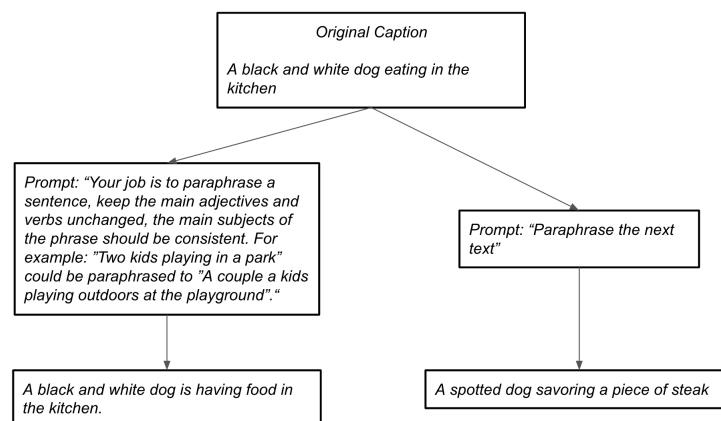 Original Caption
A black and white dog eating in the
kitchen
Prompt: “Your job is to paraphrase a
sentence, keep the main adjectives and
verbs unchanged, the main subjects of
the phrase should be consistent. For
example: ”Two kids playing in a park”
could be paraphrased to ”A couple a kids
playing outdoors at the playground”.“
Prompt: “Paraphrase the next
text”
A black and white dog is having food in
the kitchen.
A spotted dog savoring a piece of steak